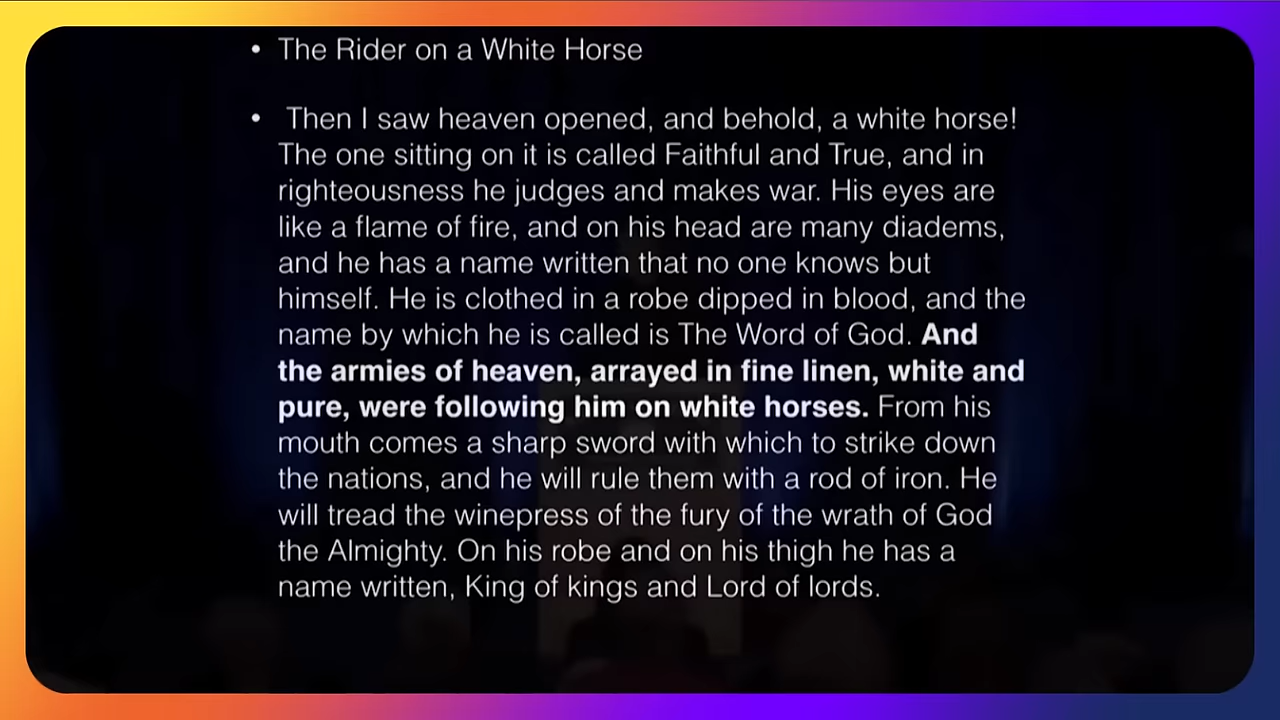 • The Rider on a White Horse
• Then I saw heaven opened, and behold, a white horse!
The one sitting on it is called Faithful and True, and in
righteousness he judges and makes war. His eyes are
like a flame of fire, and on his head are many diadems,
and he has a name written that no one knows but
himself. He is clothed in a robe dipped in blood, and the
name by which he is called is The Word of God. And
the armies of heaven, arrayed in fine linen, white and
pure, were following him on white horses. From his
mouth comes a sharp sword with which to strike down
the nations, and he will rule them with a rod of iron. He
will tread the winepress of the fury of the wrath of God
the Almighty. On his robe and on his thigh he has a
name written, King of kings and Lord of lords.